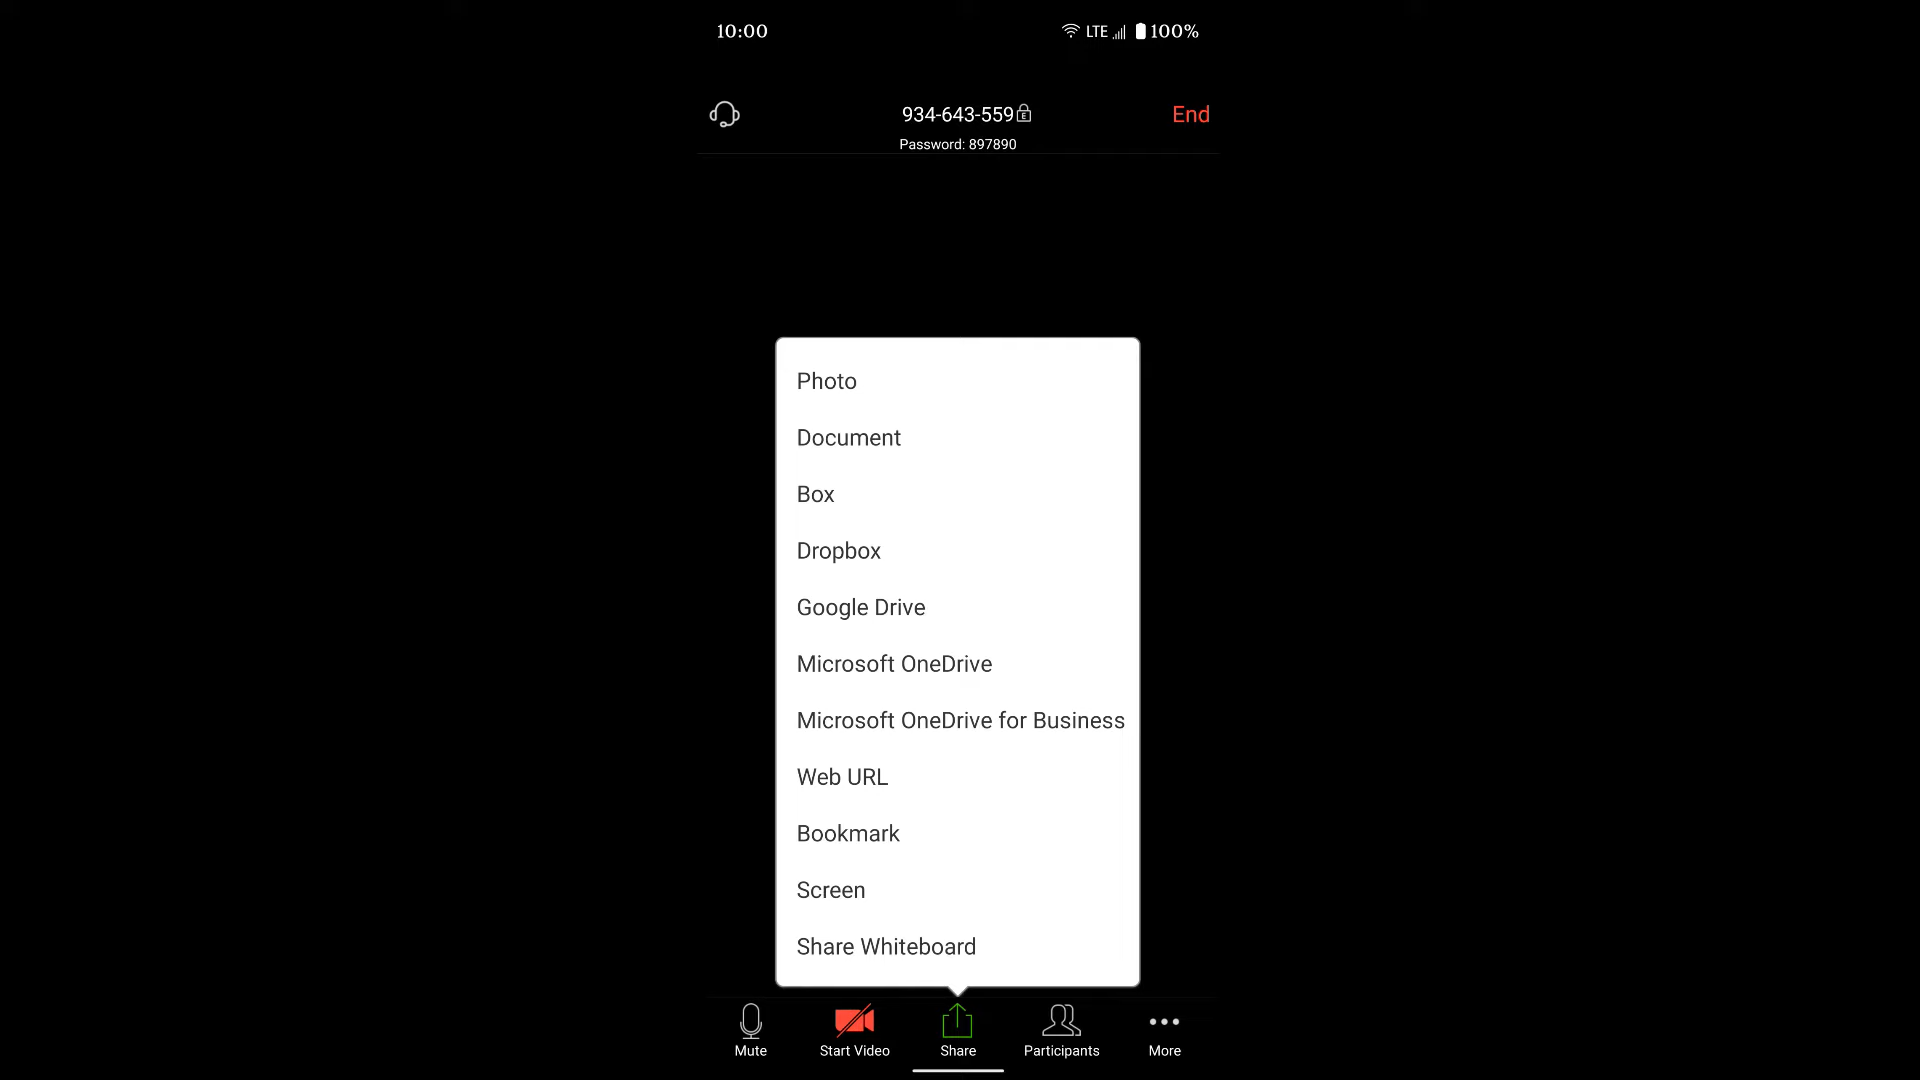 10:00 LTE 100%
934-643-559 End
Password: 897890
Photo
Document
Box
Dropbox
Google Drive
Microsoft OneDrive
Microsoft OneDrive for Business
Web URL
Bookmark
Screen
Share Whiteboard
Mute Start Video Share Participants More